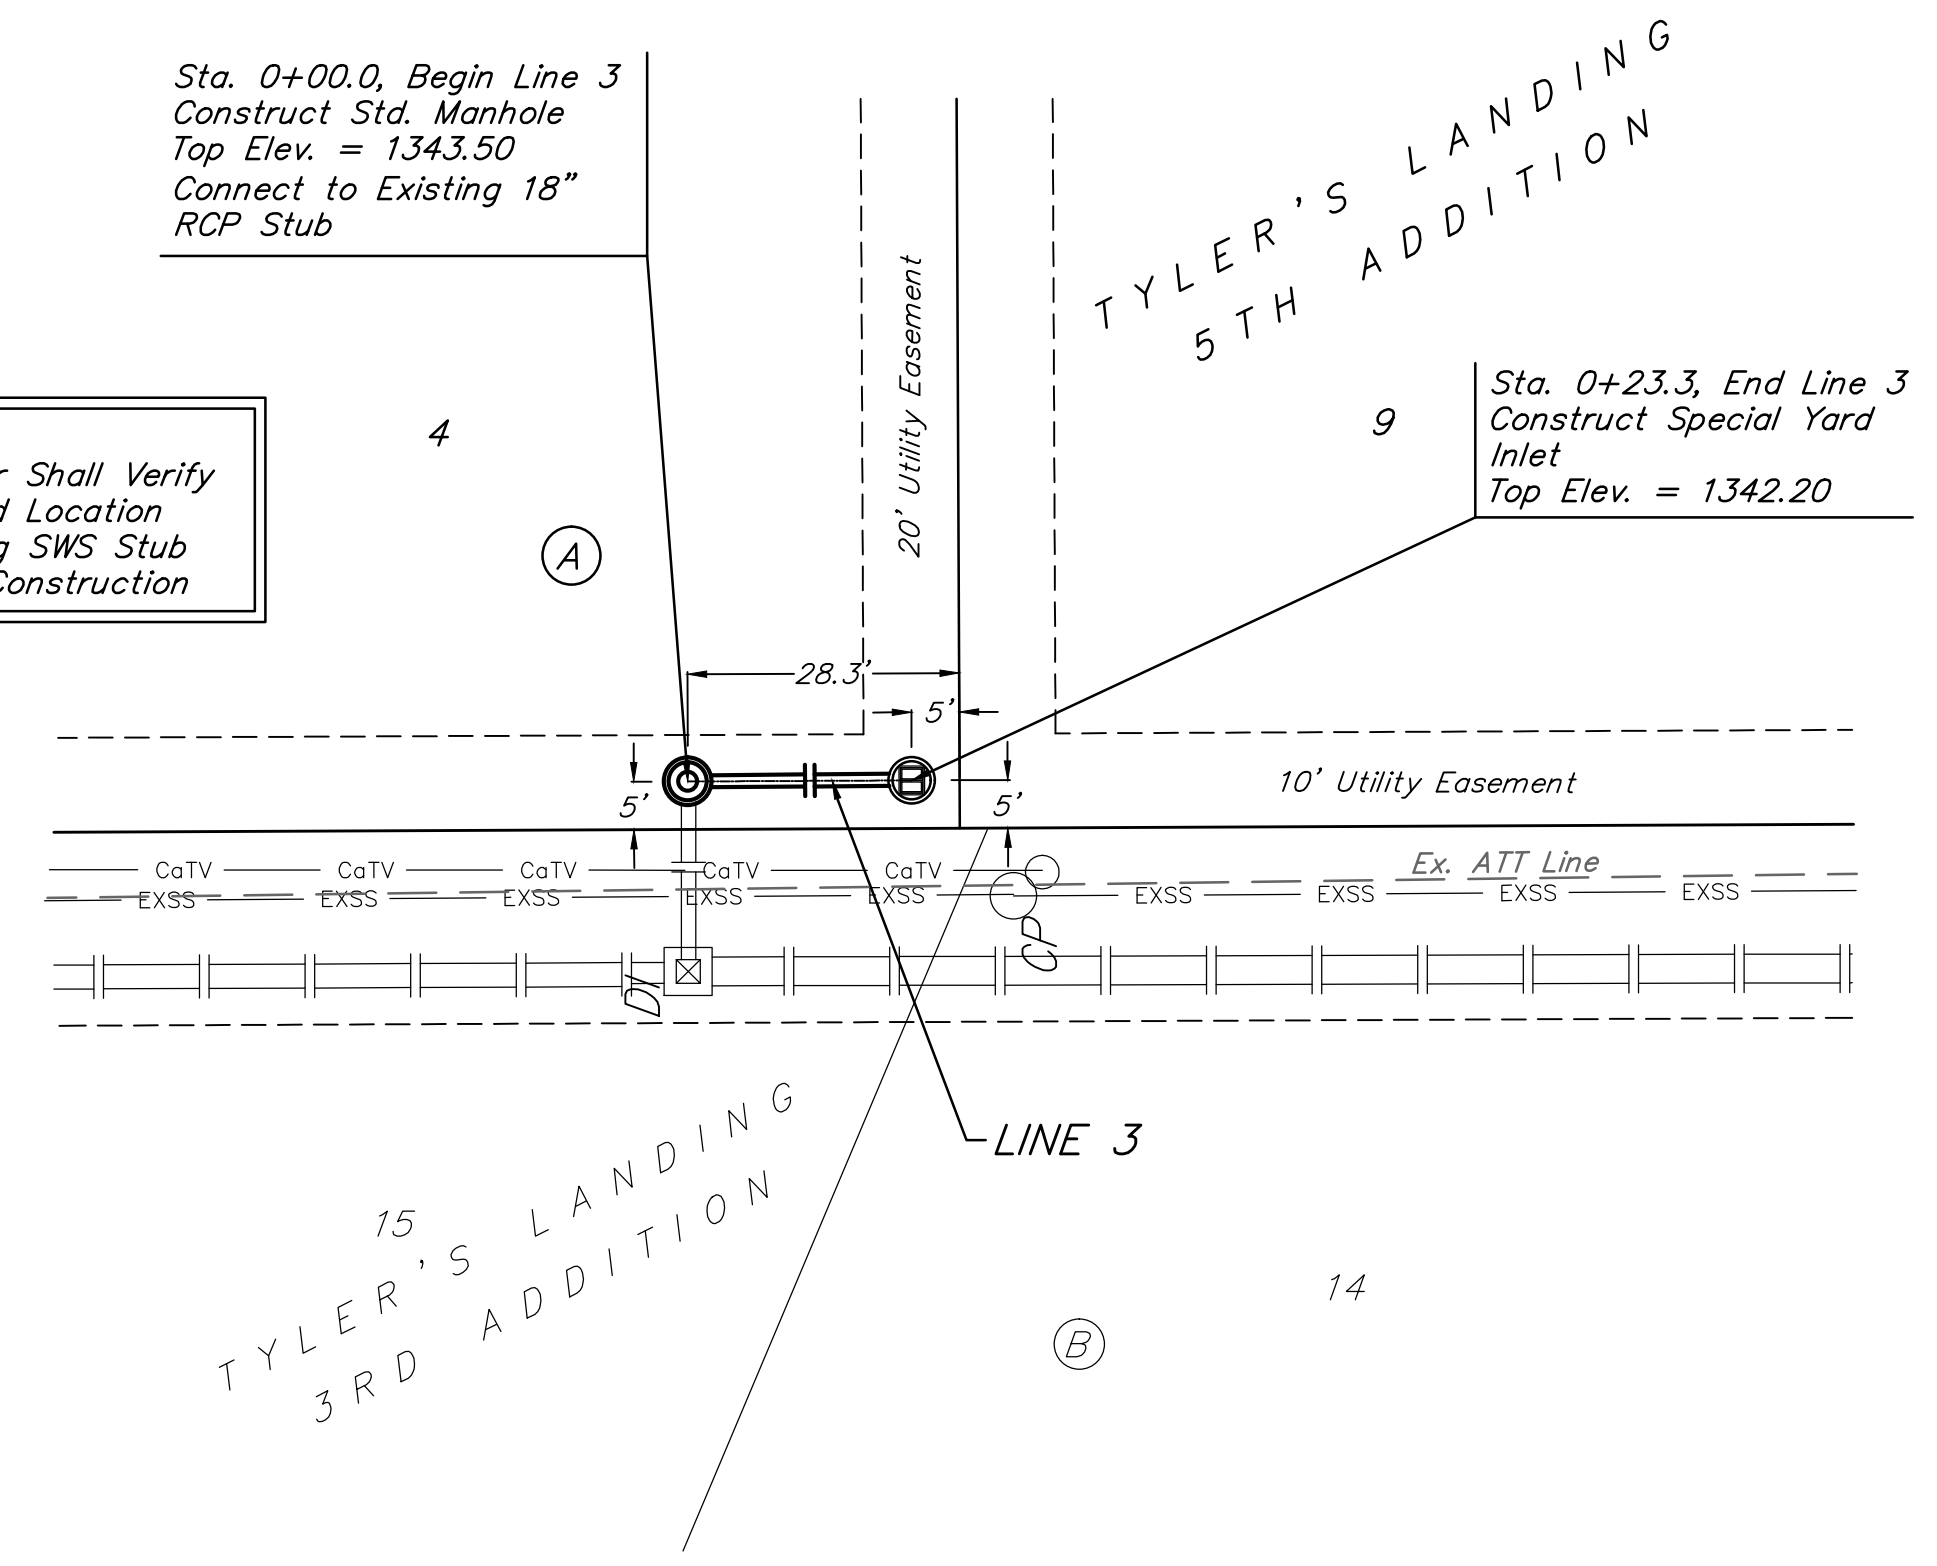 Sta. 0+00.0, Begin Line 3
Construct Std. Manhole
Top Elev. = 1343.50
Connect to Existing 18”
RCP Stub
TYLER'S LANDING
5TH ADDITION
20' Utility Easement
Sta. 0+23.3, End Line 3
Construct Special Yard
Inlet
Top Elev. = 1342.20
4
9
Shall Verify
Location
SWS Stub
Construction
A
28.3'
5'
5'
5'
10' Utility Easement
CaTV CaTV CaTV CaTV CaTV
Ex. ATT Line
EXSS EXSS EXSS EXSS EXSS EXSS EXSS EXSS EXSS
CP
DI
LINE 3
TYLER'S LANDING
3RD ADDITION
15
14
B